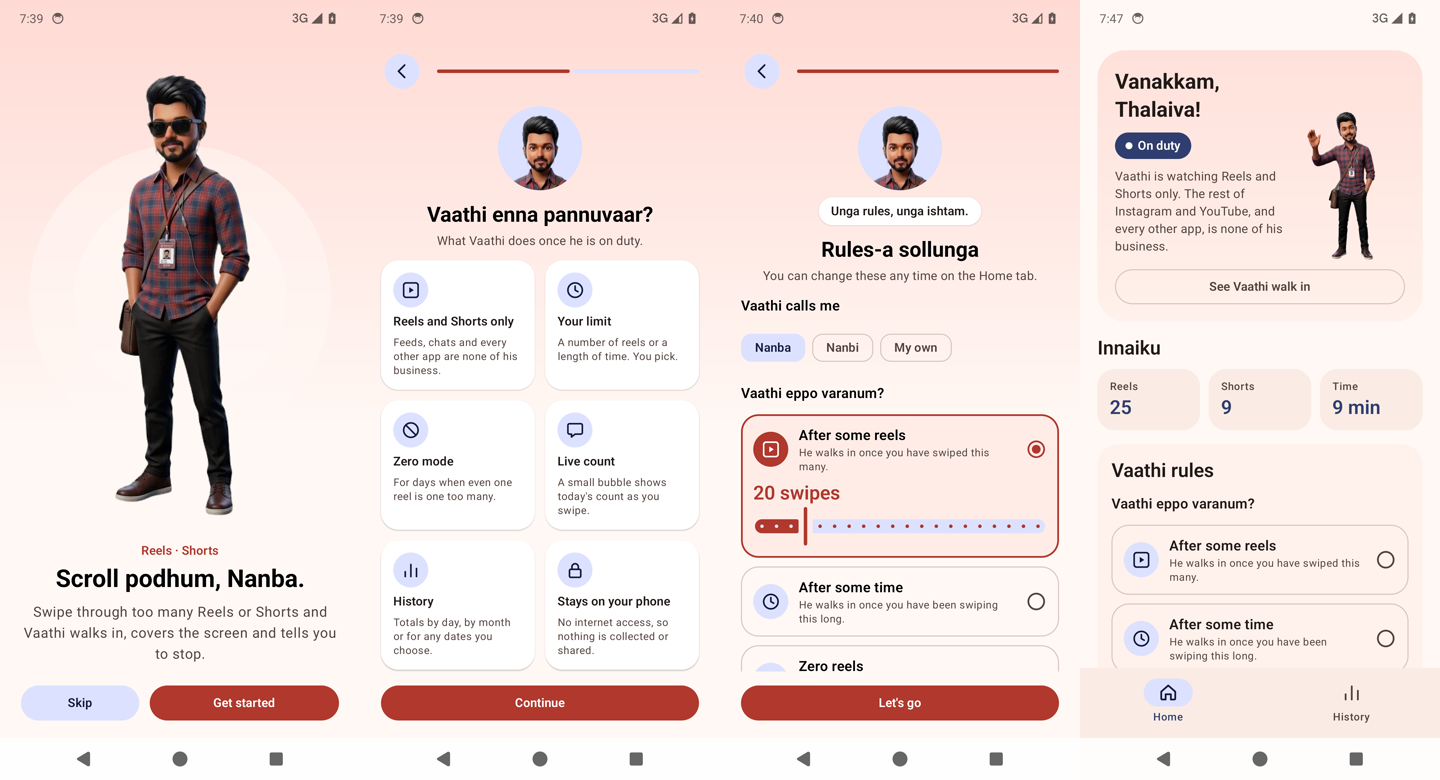 7:39
3G
Reels · Shorts
Scroll podhum, Nanba.
Swipe through too many Reels or Shorts and
Vaathi walks in, covers the screen and tells you
to stop.
Skip
Get started
7:39
3G
Vaathi enna pannuvaar?
What Vaathi does once he is on duty.
Reels and Shorts only
Feeds, chats and every
other app are none of his
business.
Your limit
A number of reels or a
length of time. You pick.
Zero mode
For days when even one
reel is one too many.
Live count
A small bubble shows
today's count as you
swipe.
History
Totals by day, by month
or for any dates you
choose.
Stays on your phone
No internet access, so
nothing is collected or
shared.
Continue
7:40
3G
Unga rules, unga ishtam.
Rules-a sollunga
You can change these any time on the Home tab.
Vaathi calls me
Nanba
Nanbi
My own
Vaathi eppo varanum?
After some reels
He walks in once you have swiped this
many.
20 swipes
After some time
He walks in once you have been swiping
this long.
Zero reels
Let's go
7:47
3G
Vanakkam,
Thalaiva!
On duty
Vaathi is watching Reels and
Shorts only. The rest of
Instagram and YouTube, and
every other app, is none of his
business.
See Vaathi walk in
Innaiku
Reels
25
Shorts
9
Time
9 min
Vaathi rules
Vaathi eppo varanum?
After some reels
He walks in once you have swiped this
many.
After some time
He walks in once you have been
swiping this long.
Home
History